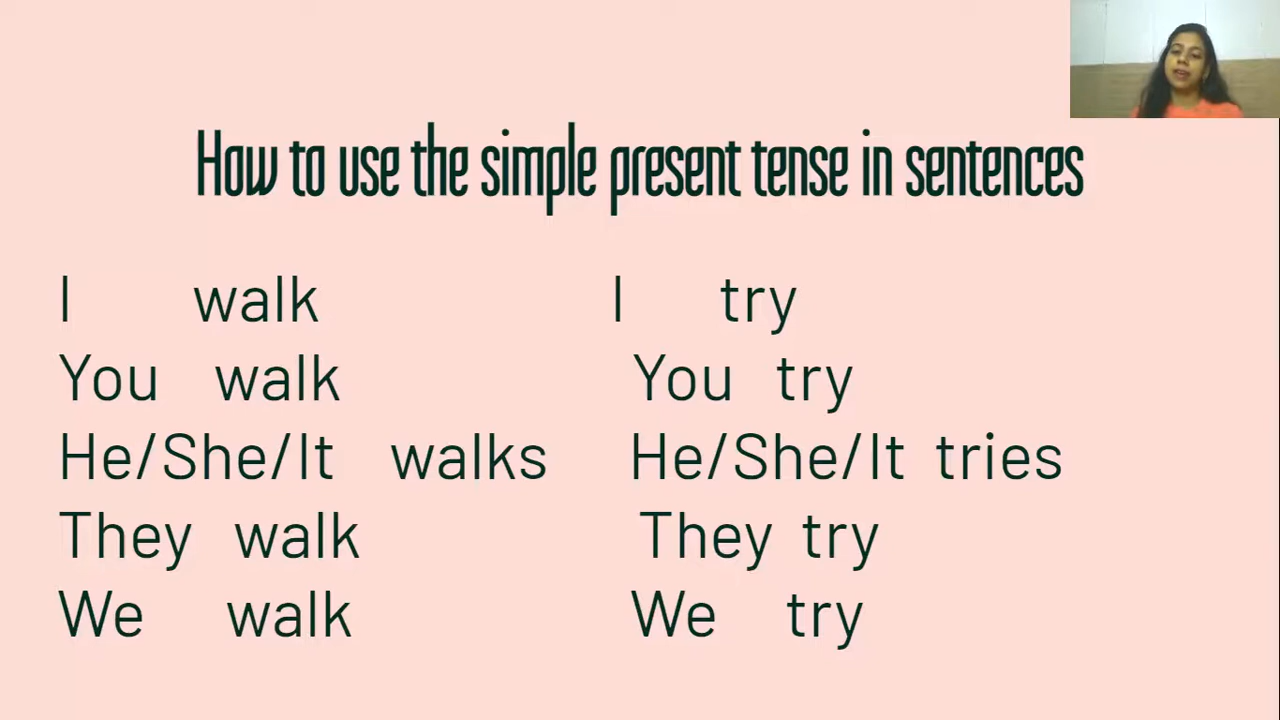 How to use the simple present tense in sentences
I walk
You walk
He/She/It walks
They walk
We walk
I try
You try
He/She/It tries
They try
We try